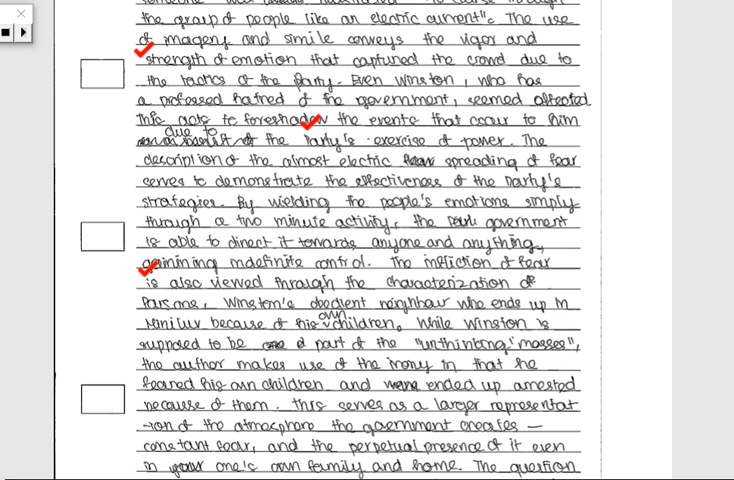 the group of people like an electric current". The use
of imagery and simile conveys the vigor and
strength of emotion that captured the crowd due to
the tactics of the Party. Even Winston, who has
a professed hatred of the government, seemed affected.
This acts to foreshadow the events that occur to him
due to
the Party's exercise of power. The
description of the almost electric spreading of fear
serves to demonstrate the effectiveness of the Party's
strategies. By wielding the people's emotions simply
through a two minute activity, the government
is able to direct it towards anyone and anything,
gainining indefinite control. The infliction of fear
is also viewed through the characterization of
Parsons, Winston's obedient neighbour who ends up in
Miniluv because of his own children. While Winston is
supposed to be a part of the "unthinking 'masses",
the author makes use of the irony in that he
feared his own children and ended up arrested
because of them. This serves as a larger representat
-ion of the atmosphere the government creates —
constant fear, and the perpetual presence of it even
in one's own family and home. The question